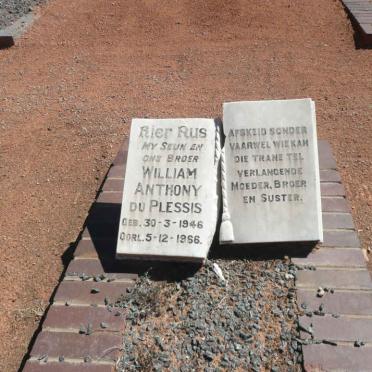 Hier Rus
My Seun en
ons Broer
William
Anthony
du Plessis
Geb. 30-3-1946
Oorl. 5-12-1966
Afskeid sonder
vaarwel wie kan
die trane tel
verlangende
Moeder, Broer
en Suster.